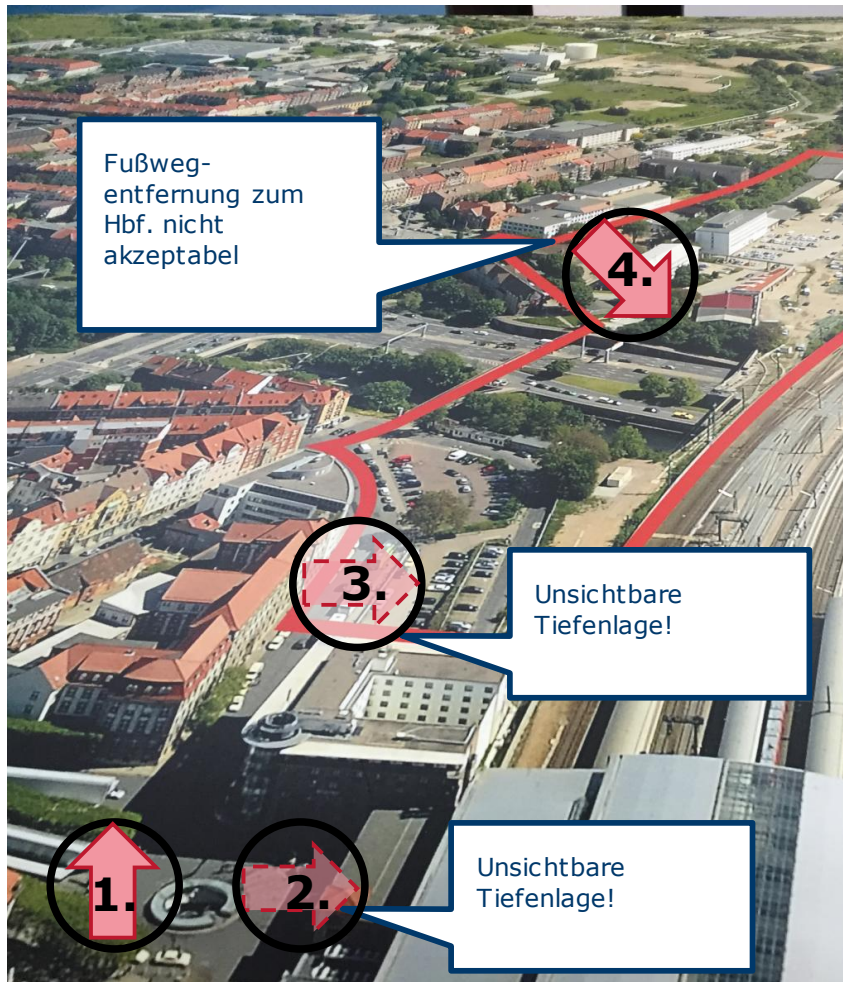 Fußweg-
entfernung zum
Hbf. nicht
akzeptabel
4.
3.
Unsichtbare
Tiefenlage!
1.
2.
Unsichtbare
Tiefenlage!